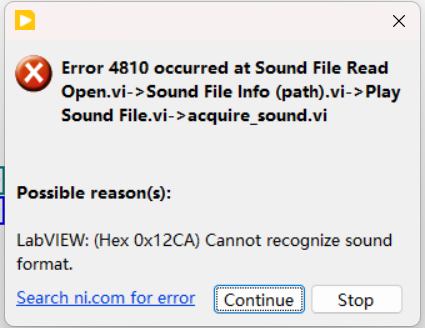 Error 4810 occurred at Sound File Read
Open.vi->Sound File Info (path).vi->Play
Sound File.vi->acquire_sound.vi
Possible reason(s):
LabVIEW: (Hex 0x12CA) Cannot recognize sound
format.
Search ni.com for error
Continue
Stop